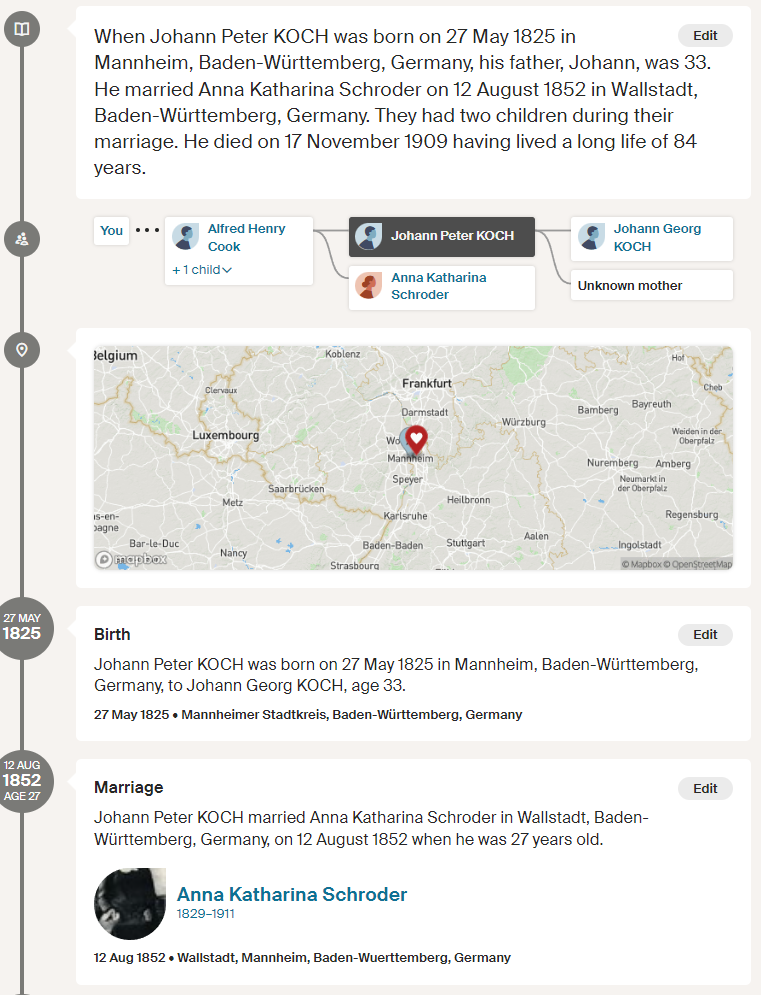 When Johann Peter KOCH was born on 27 May 1825 in
Edit
Mannheim, Baden-Württemberg, Germany, his father, Johann, was 33.
He married Anna Katharina Schroder on 12 August 1852 in Wallstadt,
Baden-Württemberg, Germany. They had two children during their
marriage. He died on 17 November 1909 having lived a long life of 84
years.
You
Alfred Henry
Cook
+ 1 child
Johann Peter KOCH
Anna Katharina
Schroder
Johann Georg
KOCH
Unknown mother
Belgium
Koblenz
Hof
Frankfurt
Clervaux
Cheb
Darmstadt
Bamberg
Bayreuth
Würzburg
Luxembourg
Wo
Weiden in der
Oberpfalz
Mannheim
Nuremberg
Amberg
Speyer
Neumarkt in
der Oberpfalz
Saarbrücken
Metz
Heilbronn
Karlsruhe
Regensburg
s-en-
pagne
Bar-le-Duc
Nancy
Baden-Baden
Stuttgart
Aalen
Ingolstadt
Strasbourg
mapbox
© Mapbox © OpenStreetMap
27 MAY
1825
Birth
Edit
Johann Peter KOCH was born on 27 May 1825 in Mannheim, Baden-Württemberg,
Germany, to Johann Georg KOCH, age 33.
27 May 1825 • Mannheimer Stadtkreis, Baden-Württemberg, Germany
12 AUG
1852
AGE 27
Marriage
Edit
Johann Peter KOCH married Anna Katharina Schroder in Wallstadt, Baden-
Württemberg, Germany, on 12 August 1852 when he was 27 years old.
Anna Katharina Schroder
1829–1911
12 Aug 1852 • Wallstadt, Mannheim, Baden-Wuerttemberg, Germany